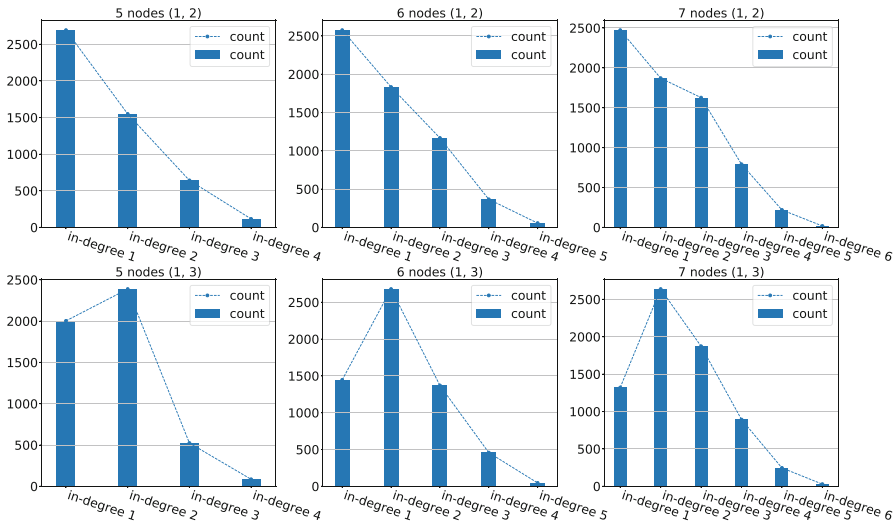 5 nodes (1, 2)
count
count
2500
2000
1500
1000
500
0
in-degree 1
in-degree 2
in-degree 3
in-degree 4
6 nodes (1, 2)
count
count
2500
2000
1500
1000
500
0
in-degree 1
in-degree 2
in-degree 3
in-degree 4
in-degree 5
7 nodes (1, 2)
count
count
2500
2000
1500
1000
500
0
in-degree 1
in-degree 2
in-degree 3
in-degree 4
in-degree 5
in-degree 6
5 nodes (1, 3)
count
count
2500
2000
1500
1000
500
0
in-degree 1
in-degree 2
in-degree 3
in-degree 4
6 nodes (1, 3)
count
count
2500
2000
1500
1000
500
0
in-degree 1
in-degree 2
in-degree 3
in-degree 4
in-degree 5
7 nodes (1, 3)
count
count
2500
2000
1500
1000
500
0
in-degree 1
in-degree 2
in-degree 3
in-degree 4
in-degree 5
in-degree 6